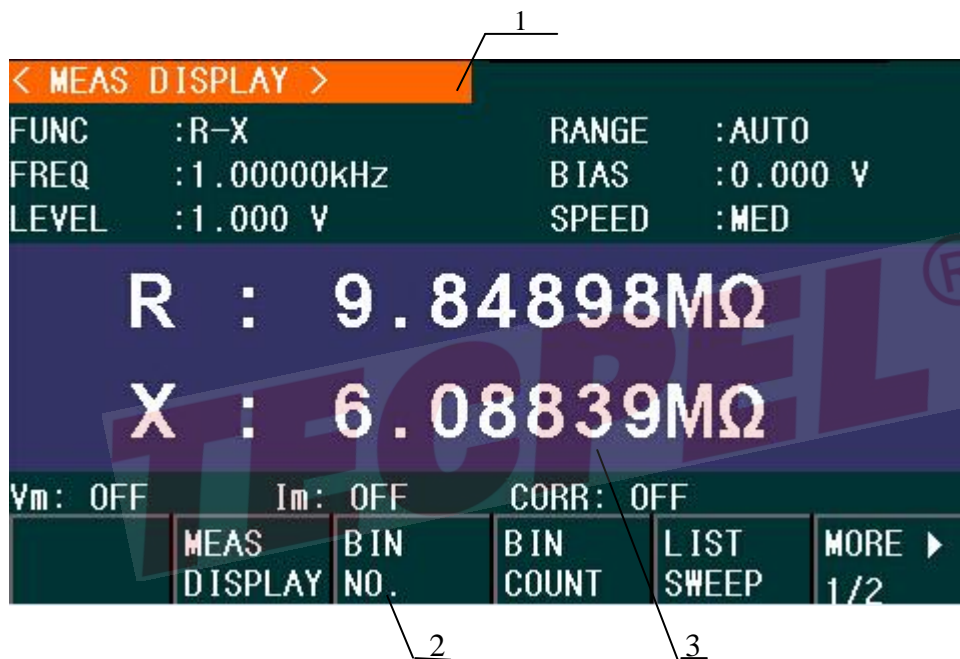 1
< MEAS DISPLAY >
FUNC :R-X RANGE :AUTO
FREQ :1.00000kHz BIAS :0.000 V
LEVEL :1.000 V SPEED :MED
R : 9.84898MΩ
X : 6.08839MΩ
TECPEL®
Vm: OFF Im: OFF CORR: OFF
MEAS DISPLAY BIN NO. BIN COUNT LIST SWEEP MORE ▶ 1/2
2 3